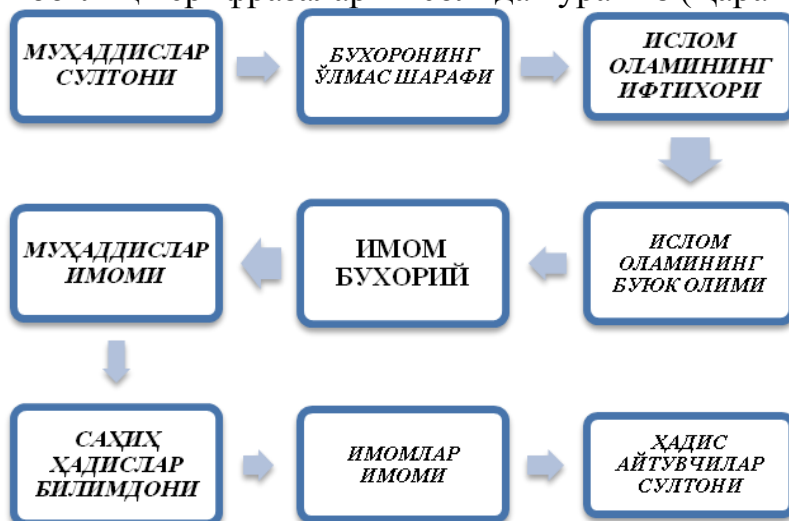 МУҲАДДИСЛАР
СУЛТОНИ
БУХОРОНИНГ
ЎЛМАС ШАРАФИ
ИСЛОМ
ОЛАМИНИНГ
ИФТИХОРИ
МУҲАДДИСЛАР
ИМОМИ
ИМОМ
БУХОРИЙ
ИСЛОМ
ОЛАМИНИНГ
БУЮК ОЛИМИ
САҲИҲ
ҲАДИСЛАР
БИЛИМДОНИ
ИМОМЛАР
ИМОМИ
ҲАДИС
АЙТУВЧИЛАР
СУЛТОНИ